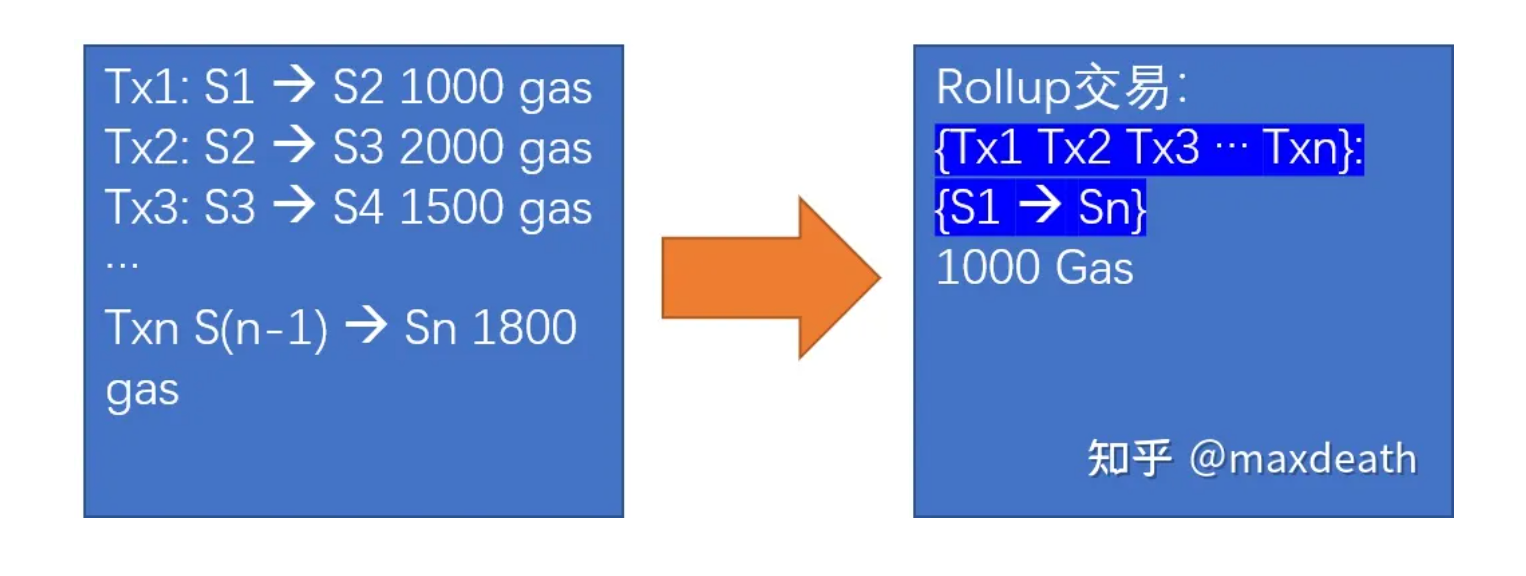 Tx1: S1 → S2 1000 gas
Tx2: S2 → S3 2000 gas
Tx3: S3 → S4 1500 gas
…
Txn S(n-1) → Sn 1800
gas
Rollup交易:
{Tx1 Tx2 Tx3 … Txn}:
{S1 → Sn}
1000 Gas
知乎 @maxdeath